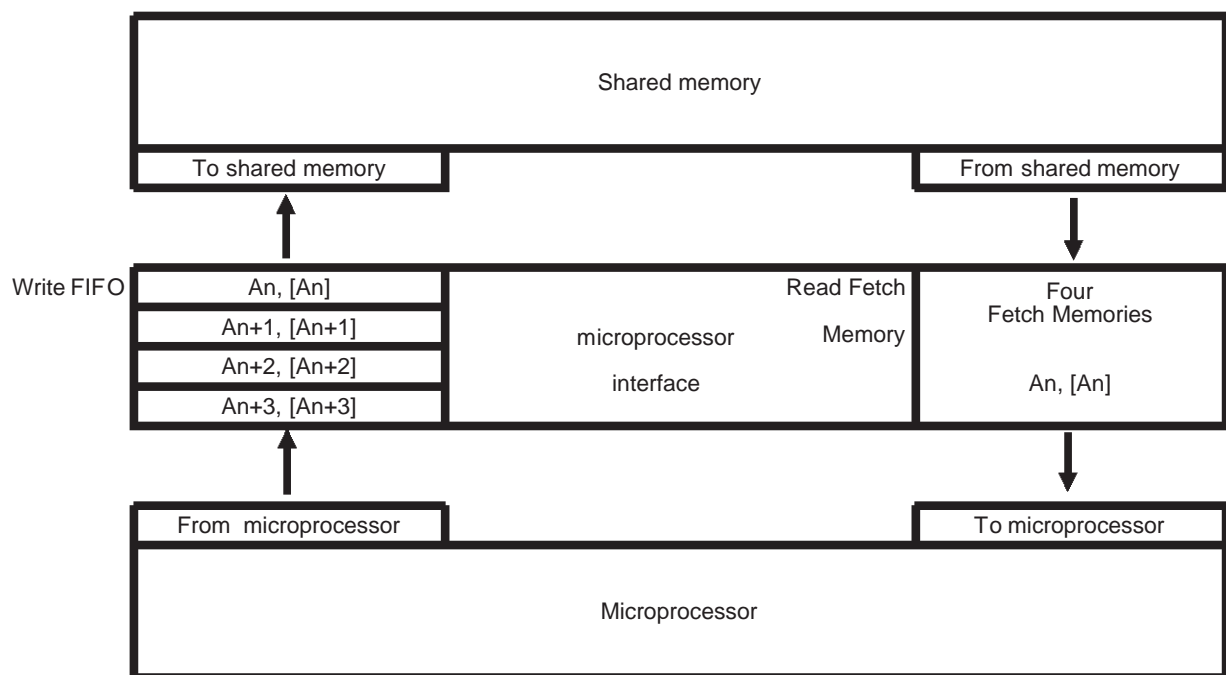 Shared memory
To shared memory
From shared memory
Write FIFO
An, [An]
An+1, [An+1]
An+2, [An+2]
An+3, [An+3]
microprocessor
interface
Read Fetch
Memory
Four
Fetch Memories
An, [An]
From microprocessor
To microprocessor
Microprocessor